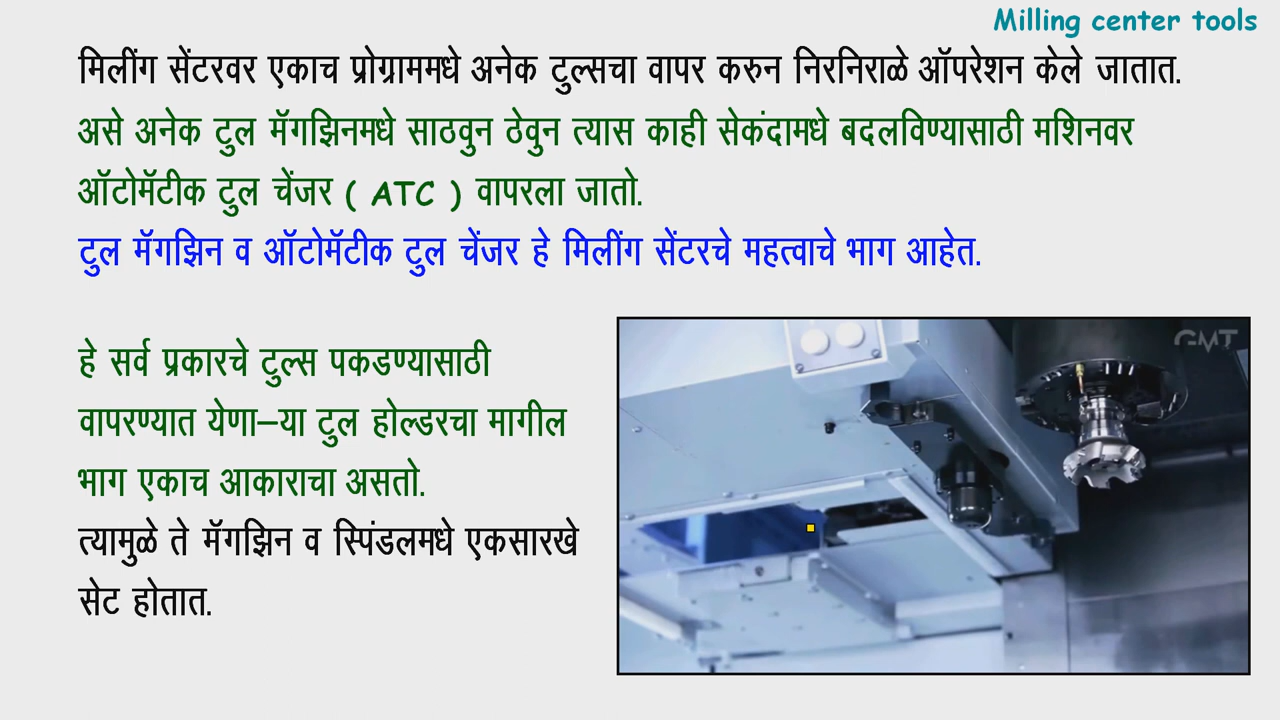 Milling center tools
मिलींग सेंटरवर एकाच प्रोग्राममधे अनेक टुल्सचा वापर करुन निरनिराळे ऑपरेशन केले जातात.
असे अनेक टुल मॅगझिनमधे साठवुन ठेवुन त्यास काही सेकंदामधे बदलविण्यासाठी मशिनवर
ऑटोमॅटीक टुल चेंजर ( ATC ) वापरला जातो.
टुल मॅगझिन व ऑटोमॅटीक टुल चेंजर हे मिलींग सेंटरचे महत्वाचे भाग आहेत.
हे सर्व प्रकारचे टुल्स पकडण्यासाठी
वापरण्यात येणा–या टुल होल्डरचा मागील
भाग एकाच आकाराचा असतो.
त्यामुळे ते मॅगझिन व स्पिंडलमधे एकसारखे
सेट होतात.
GMT